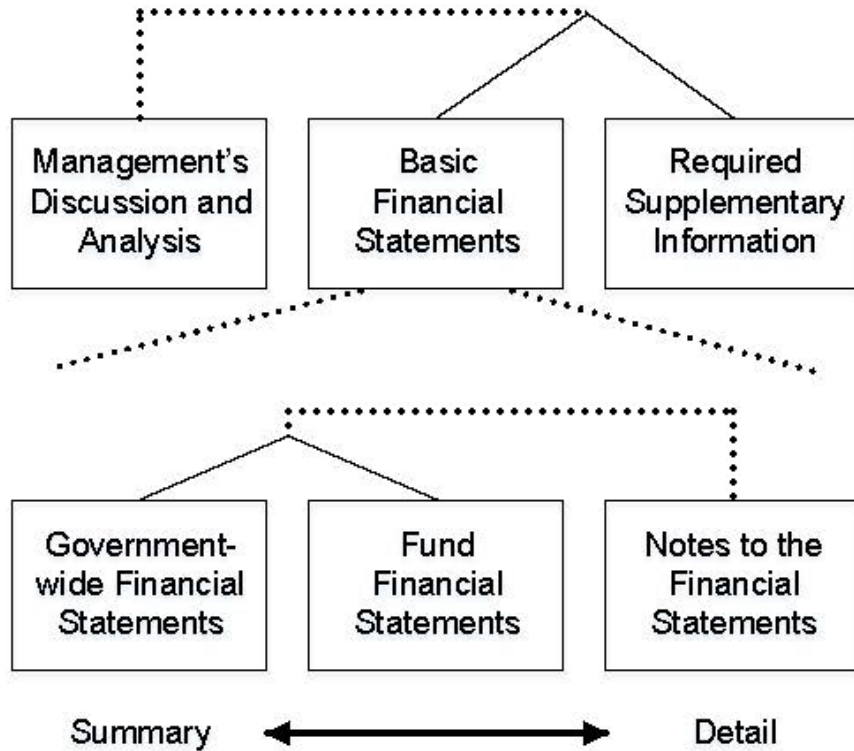 Management's
Discussion and
Analysis
Basic
Financial
Statements
Required
Supplementary
Information
Government-
wide Financial
Statements
Fund
Financial
Statements
Notes to the
Financial
Statements
Summary
Detail